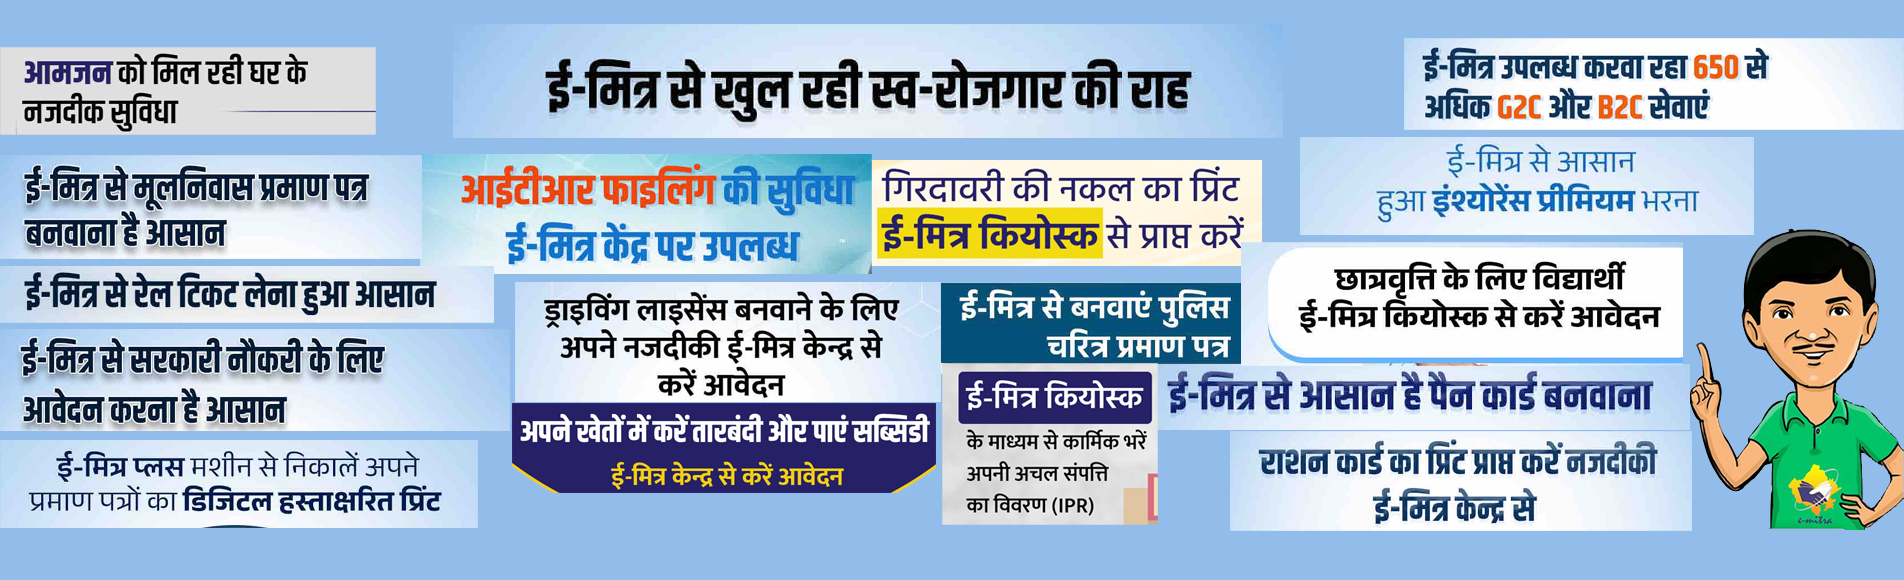 आमजन को मिल रही घर के
नजदीक सुविधा
ई-मित्र से खुल रही स्व-रोजगार की राह
ई-मित्र उपलब्ध करवा रहा 650 से
अधिक G2C और B2C सेवाएं
ई-मित्र से मूलनिवास प्रमाण पत्र
बनवाना है आसान
आईटीआर फाइलिंग की सुविधा
ई-मित्र केंद्र पर उपलब्ध
गिरदावरी की नकल का प्रिंट
ई-मित्र कियोस्क से प्राप्त करें
ई-मित्र से आसान
हुआ इंश्योरेंस प्रीमियम भरना
ई-मित्र से रेल टिकट लेना हुआ आसान
ड्राइविंग लाइसेंस बनवाने के लिए
अपने नजदीकी ई-मित्र केन्द्र से
करें आवेदन
ई-मित्र से बनवाएं पुलिस
चरित्र प्रमाण पत्र
छात्रवृत्ति के लिए विद्यार्थी
ई-मित्र कियोस्क से करें आवेदन
ई-मित्र से सरकारी नौकरी के लिए
आवेदन करना है आसान
अपने खेतों में करें तारबंदी और पाएं सब्सिडी
ई-मित्र केन्द्र से करें आवेदन
ई-मित्र कियोस्क
के माध्यम से कार्मिक भरें
अपनी अचल संपत्ति
का विवरण (IPR)
ई-मित्र से आसान है पैन कार्ड बनवाना
ई-मित्र प्लस मशीन से निकालें अपने
प्रमाण पत्रों का डिजिटल हस्ताक्षरित प्रिंट
राशन कार्ड का प्रिंट प्राप्त करें नजदीकी
ई-मित्र केन्द्र से
e-mitra